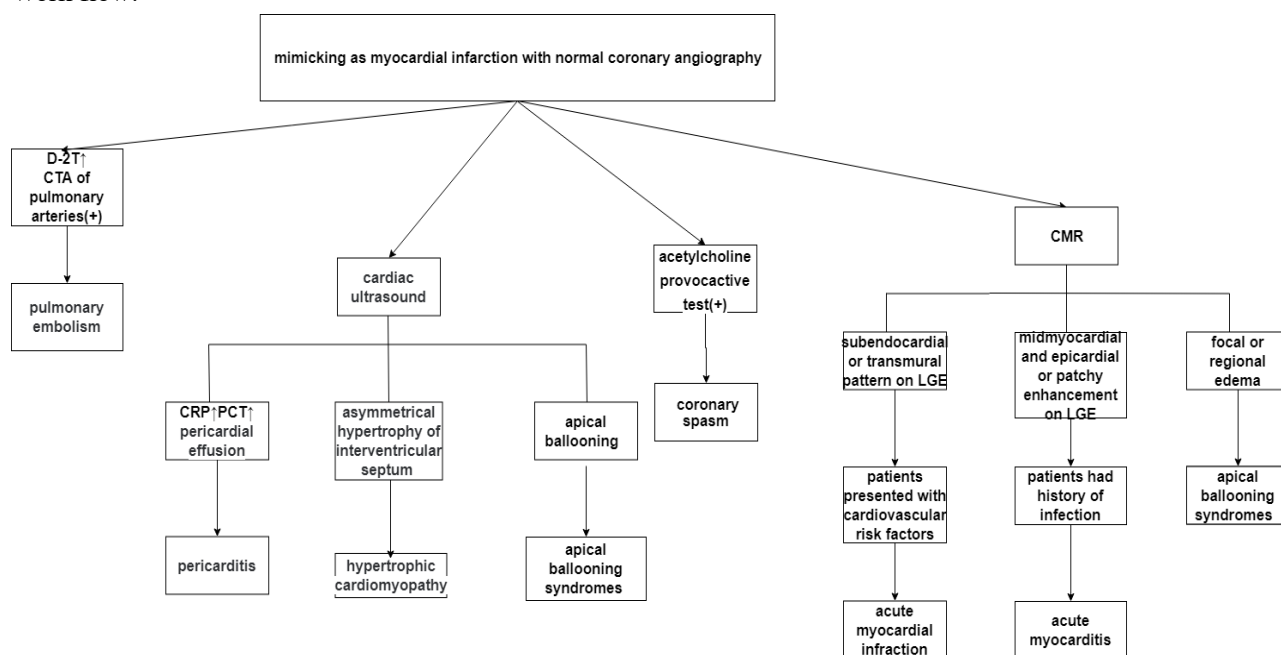 mimicking as myocardial infarction with normal coronary angiography
D-2T↑
CTA of
pulmonary
arteries(+)
pulmonary
embolism
cardiac
ultrasound
acetylcholine
provocactive
test(+)
coronary
spasm
CMR
CRP↑PCT↑
pericardial
effusion
pericarditis
asymmetrical
hypertrophy of
interventricular
septum
hypertrophic
cardiomyopathy
apical
ballooning
apical
ballooning
syndromes
subendocardial
or transmural
pattern on LGE
patients
presented with
cardiovascular
risk factors
acute
myocardial
infraction
midmyocardial
and epicardial
or patchy
enhancement
on LGE
patients had
history of
infection
acute
myocarditis
focal or
regional
edema
apical
ballooning
syndromes